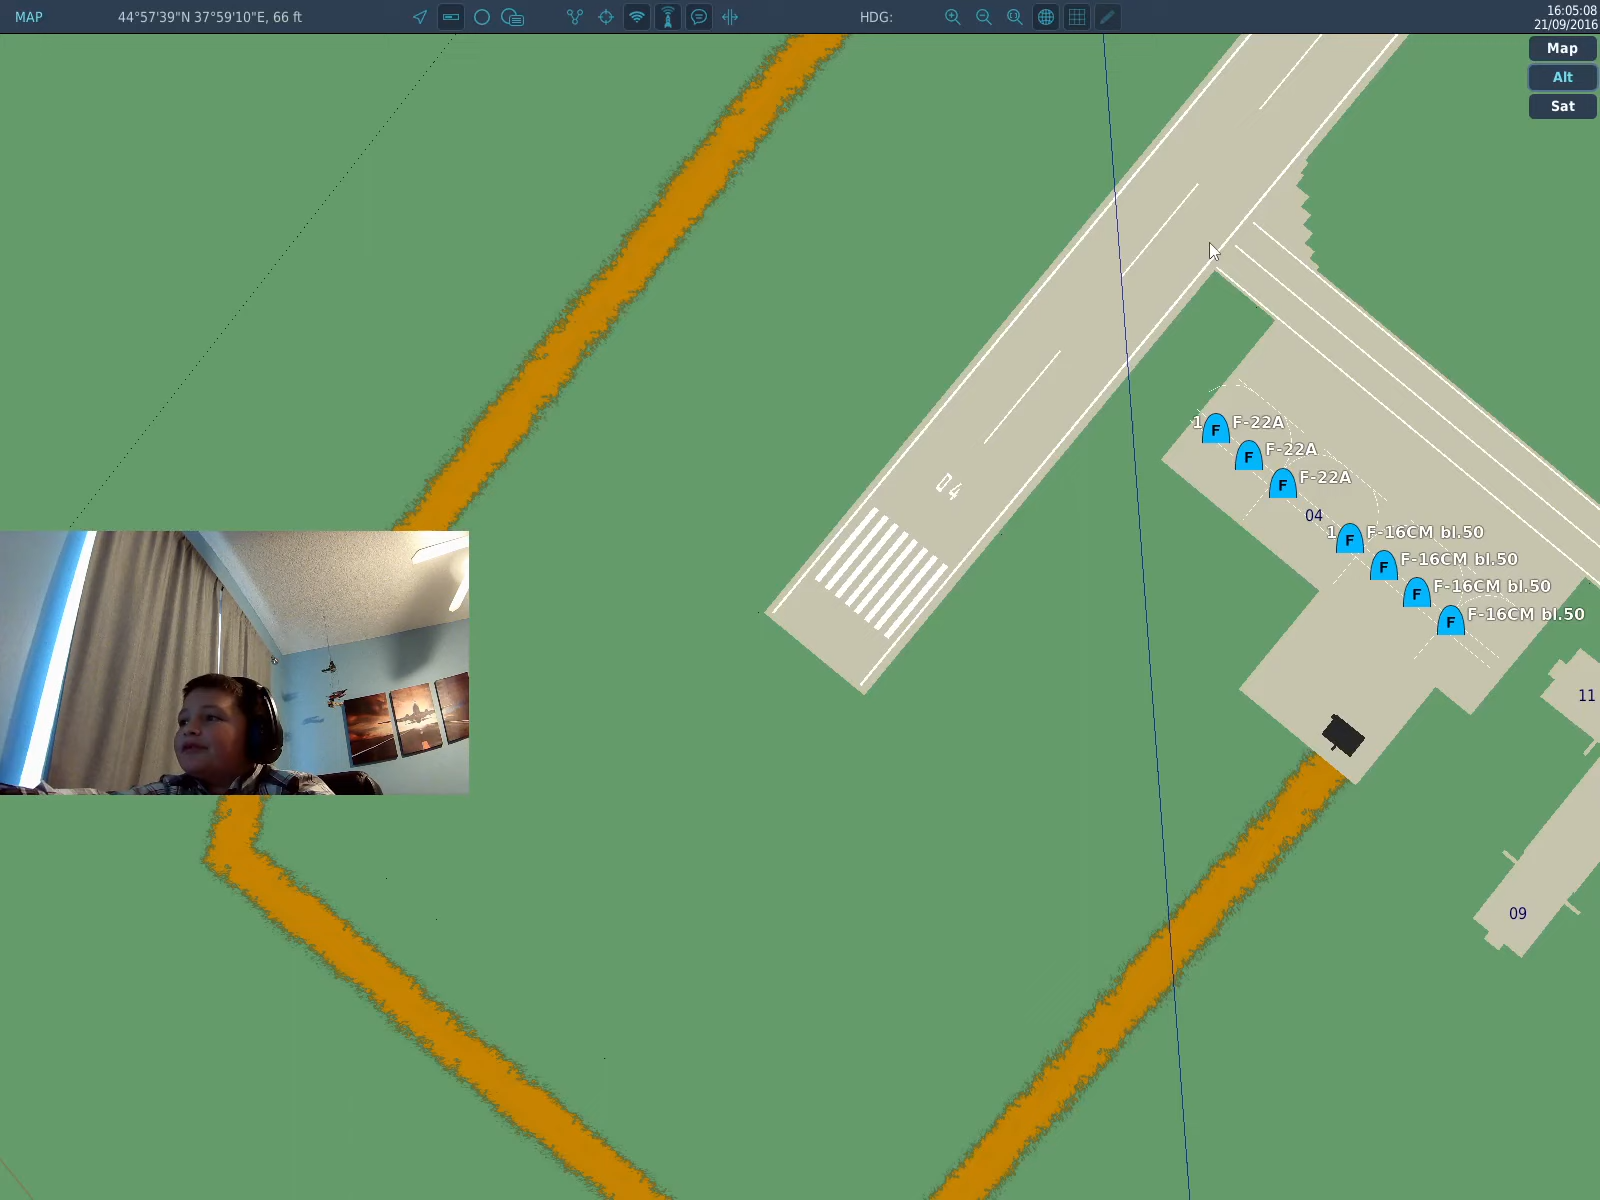 MAP 44°57'39"N 37°59'10"E, 66 ft HDG: 16:05:08
21/09/2016
Map
Alt
Sat
1 F F-22A
F F-22A
F F-22A
04
04
1 F F-16CM bl.50
F F-16CM bl.50
F F-16CM bl.50
F F-16CM bl.50
11
09